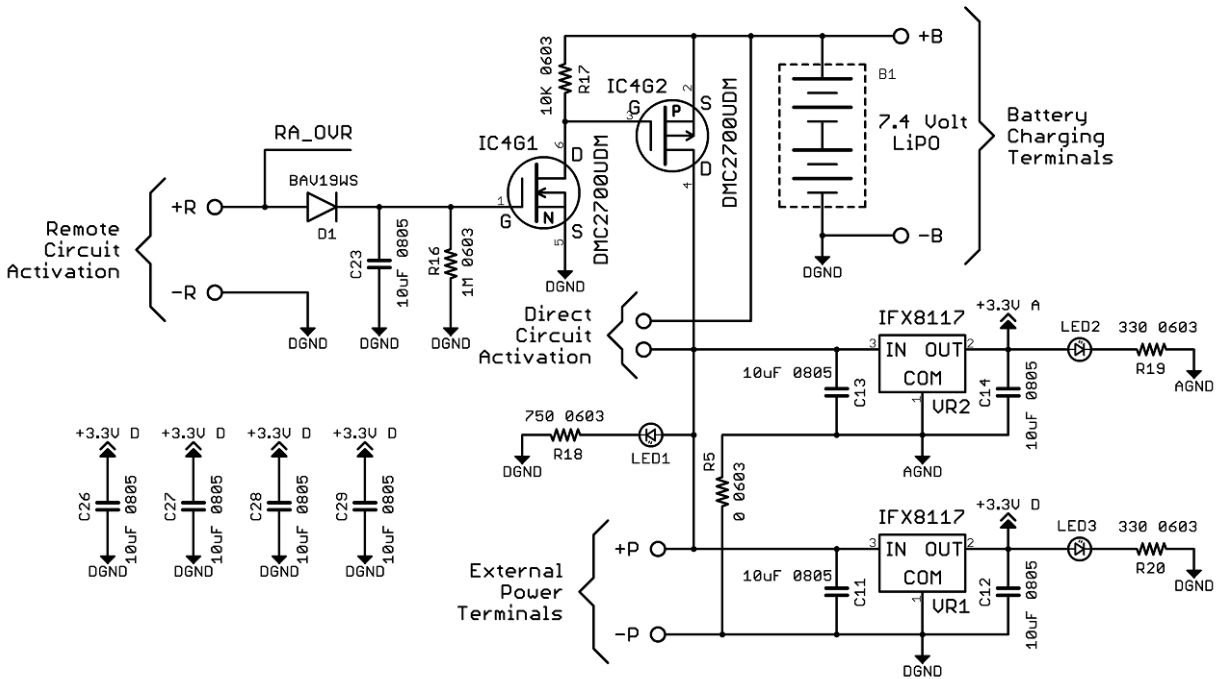 10K 0603
R17
IC4G2
2
S
G
3
P
D
4
DMC2700UDM
+B
B1
7.4 Volt
LiPO
Battery
Charging
Terminals
-B
DGND
RA_OVR
IC4G1
6
D
1
G
N
S
5
DMC2700UDM
DGND
BAV19WS
D1
+R
Remote
Circuit
Activation
-R
DGND
C23
10uF 0805
DGND
R16
1M 0603
DGND
Direct
Circuit
Activation
10uF 0805
C13
IFX8117
3
IN OUT
2
COM
1
VR2
+3.3V A
C14
10uF 0805
LED2
330 0603
R19
AGND
AGND
750 0603
R18
DGND
LED1
R5
0 0603
+3.3V D
+3.3V D
+3.3V D
+3.3V D
C26
10uF 0805
C27
10uF 0805
C28
10uF 0805
C29
10uF 0805
DGND
DGND
DGND
DGND
+P
External
Power
Terminals
-P
10uF 0805
C11
IFX8117
3
IN OUT
2
COM
1
VR1
+3.3V D
C12
10uF 0805
LED3
330 0603
R20
DGND
DGND